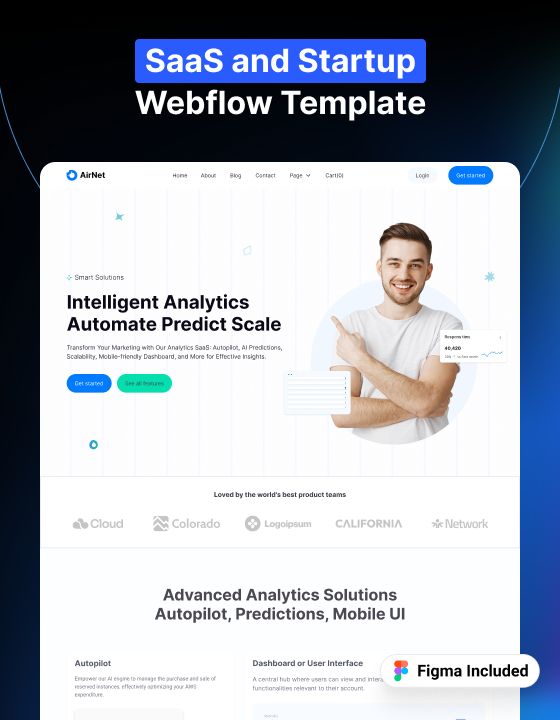 SaaS and Startup
Webflow Template
AirNet
Home About Blog Contact Page Cart(0)
Login
Get started
Smart Solutions
Intelligent Analytics
Automate Predict Scale
Transform Your Marketing with Our Analytics SaaS: Autopilot, AI Predictions,
Scalability, Mobile-friendly Dashboard, and More for Effective Insights.
Get started
See all features
40,420
Loved by the world's best product teams
Cloud
Colorado
Logoipsum
CALIFORNIA
Network
Advanced Analytics Solutions
Autopilot, Predictions, Mobile UI
Autopilot
Empower our AI engine to manage the purchase and sale of
reserved instances, effectively optimizing your AWS
expenditure.
Dashboard or User Interface
A central hub where users can view and
functionalities relevant to their account.
Figma Included